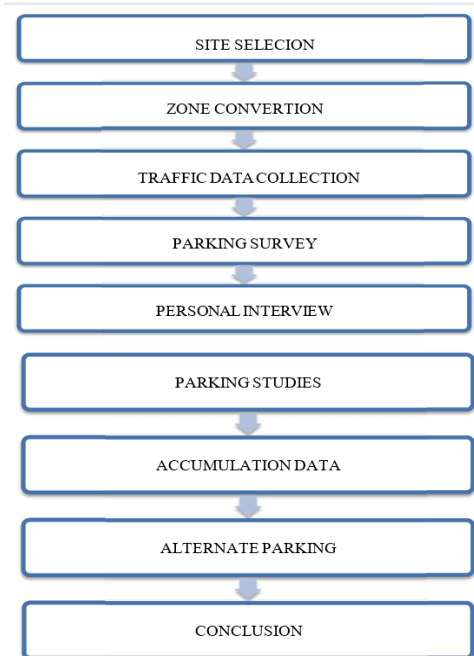 SITE SELECION
ZONE CONVERTION
TRAFFIC DATA COLLECTION
PARKING SURVEY
PERSONAL INTERVIEW
PARKING STUDIES
ACCUMULATION DATA
ALTERNATE PARKING
CONCLUSION